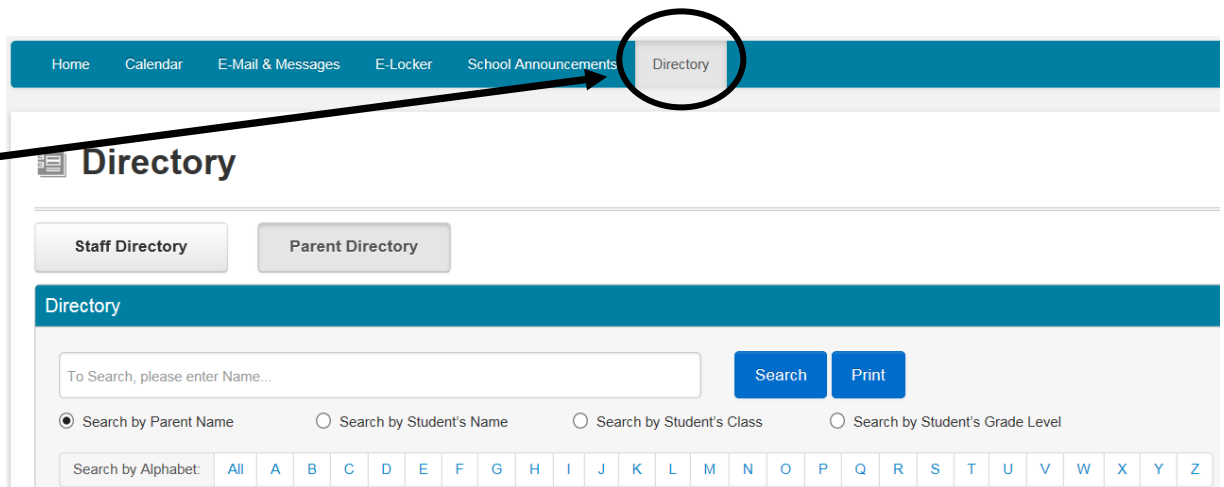 Home Calendar E-Mail & Messages E-Locker School Announcements Directory
Directory
Staff Directory Parent Directory
Directory
To Search, please enter Name... Search Print
Search by Parent Name Search by Student's Name Search by Student's Class Search by Student's Grade Level
Search by Alphabet: All A B C D E F G H I J K L M N O P Q R S T U V W X Y Z